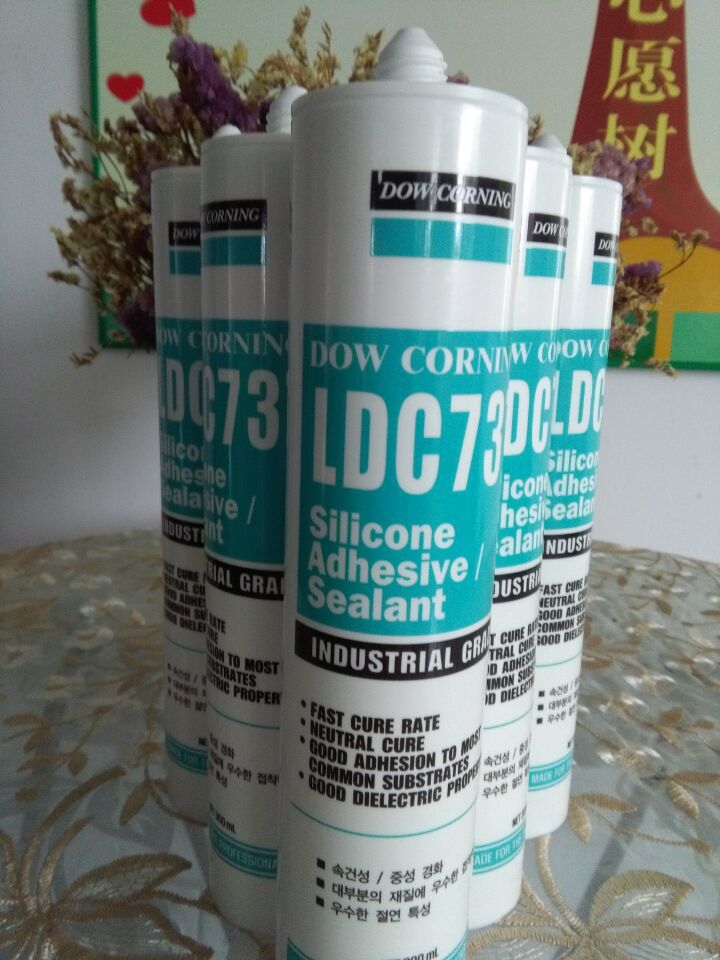 心
愿
树
DOW CORNING
DOW CORNING
LDC73
Silicone
Adhesive /
Sealant
INDUSTRIAL
• FAST CURE RATE
• NEUTRAL CURE
• GOOD ADHESION TO MOST
COMMON SUBSTRATES
• GOOD DIELECTRIC
■ 속건성 / 중성 경화
■ 대부분의 재질에 우수한
■ 우수한 절연 특성